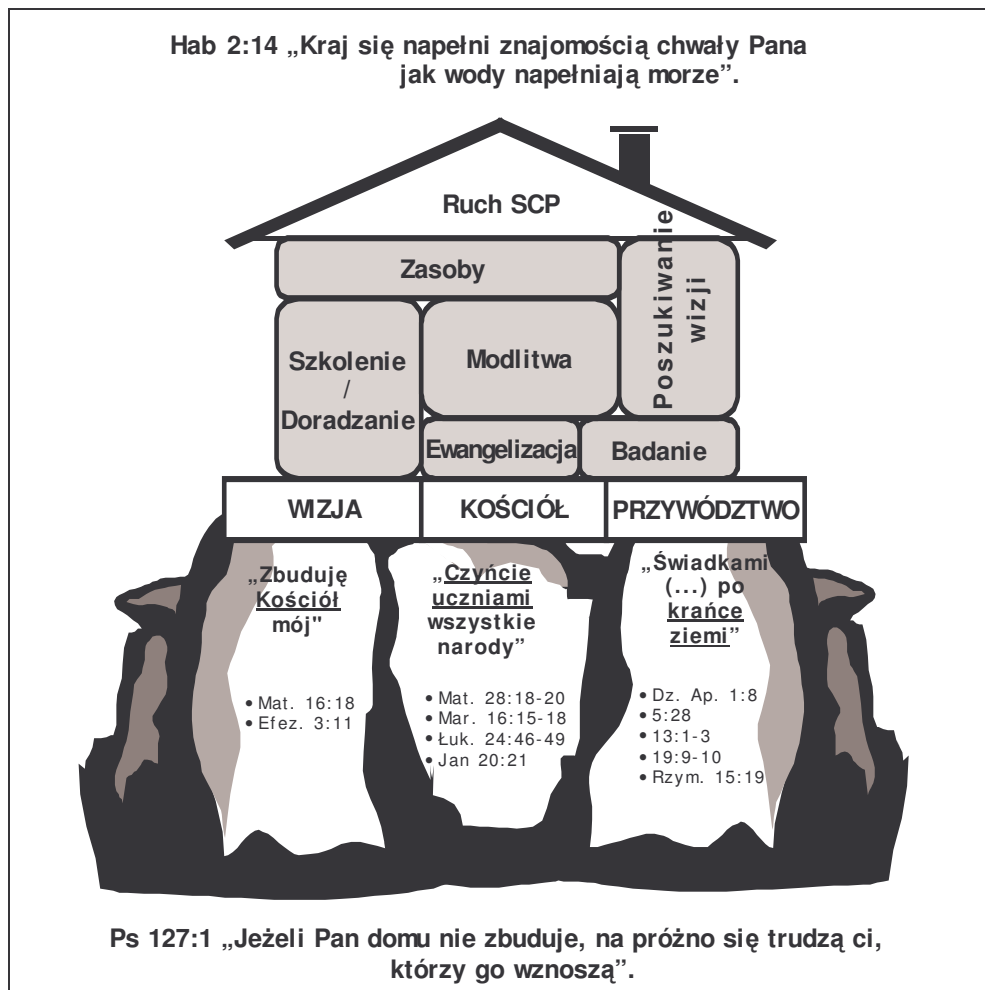 Hab 2:14 „Kraj się napełni znajomością chwały Pana
jak wody napełniają morze”.
Ruch SCP
Zasoby
Poszukiwanie
wizji
Szkolenie
/
Doradzanie
Modlitwa
Ewangelizacja
Badanie
WIZJA
KOŚCIÓŁ
PRZYWÓDZTWO
„Zbuduję
Kościół
mój"
• Mat. 16:18
• Efez. 3:11
„Czyńcie
uczniami
wszystkie
narody”
• Mat. 28:18-20
• Mar. 16:15-18
• Łuk. 24:46-49
• Jan 20:21
„Świadkami
(...) po
krańce
ziemi”
• Dz. Ap. 1:8
• 5:28
• 13:1-3
• 19:9-10
• Rzym. 15:19
Ps 127:1 „Jeżeli Pan domu nie zbuduje, na próżno się trudzą ci,
którzy go wznoszą”.